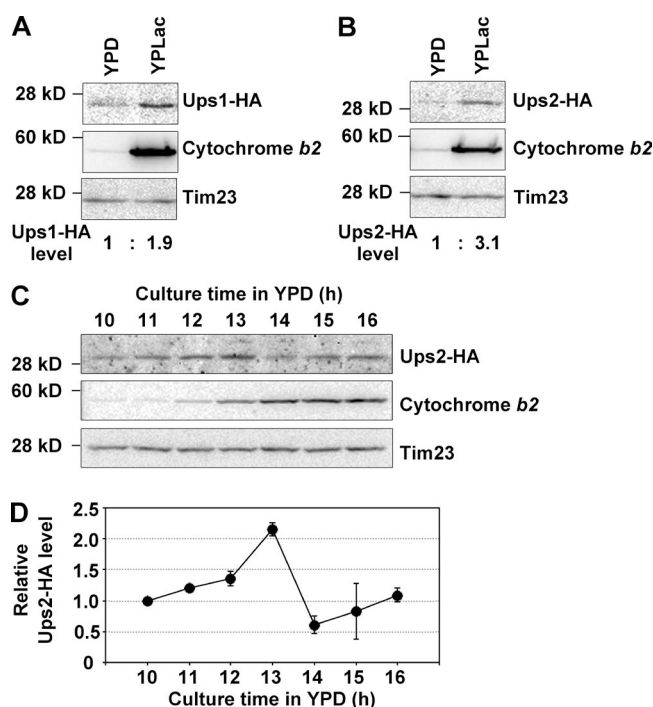 A
YPD YPLac
28 kD
Ups1-HA
60 kD
Cytochrome b2
28 kD
Tim23
Ups1-HA
level
1 : 1.9
B
YPD YPLac
28 kD
Ups2-HA
60 kD
Cytochrome b2
28 kD
Tim23
Ups2-HA
level
1 : 3.1
C
Culture time in YPD (h)
10 11 12 13 14 15 16
28 kD
Ups2-HA
60 kD
Cytochrome b2
28 kD
Tim23
D
Relative
Ups2-HA level
2.5
2.0
1.5
1.0
0.5
0
10 11 12 13 14 15 16
Culture time in YPD (h)